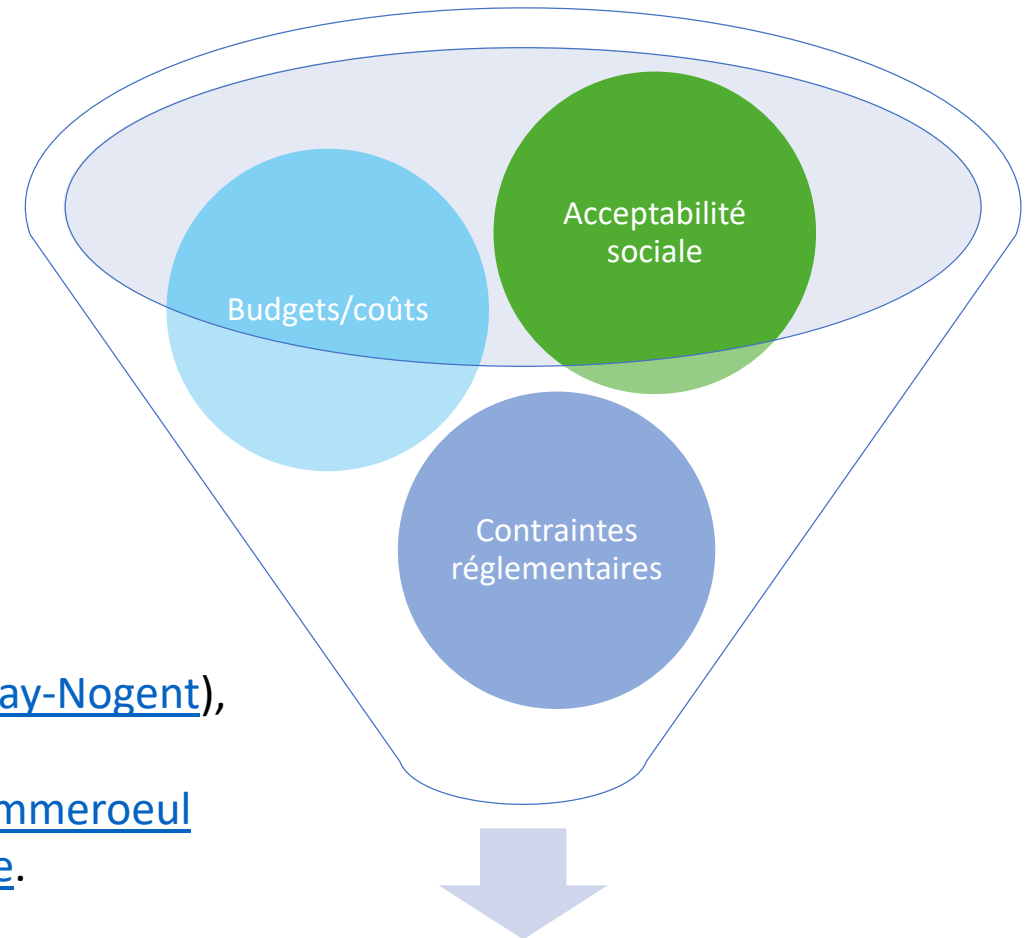 Acceptabilité
sociale
Budgets/coûts
Contraintes
réglementaires
ay-Nogent),
mmeroeul
e.